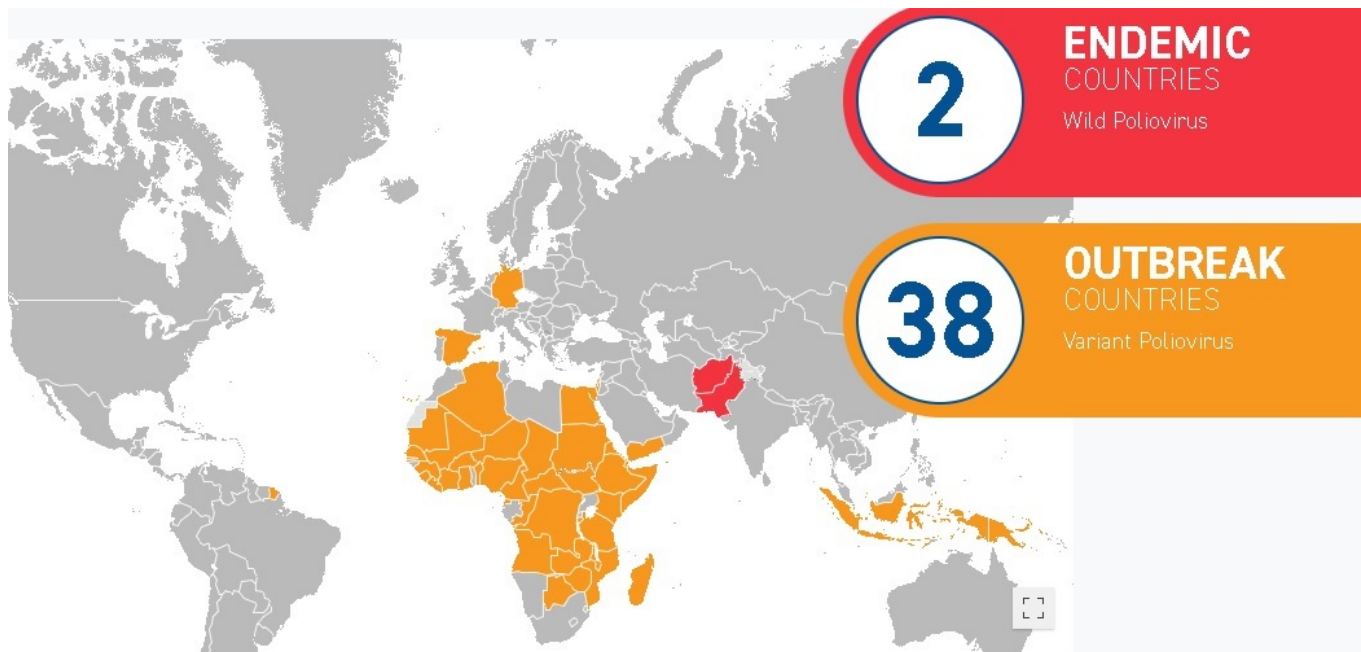 2
ENDEMIC
COUNTRIES
Wild Poliovirus
38
OUTBREAK
COUNTRIES
Variant Poliovirus